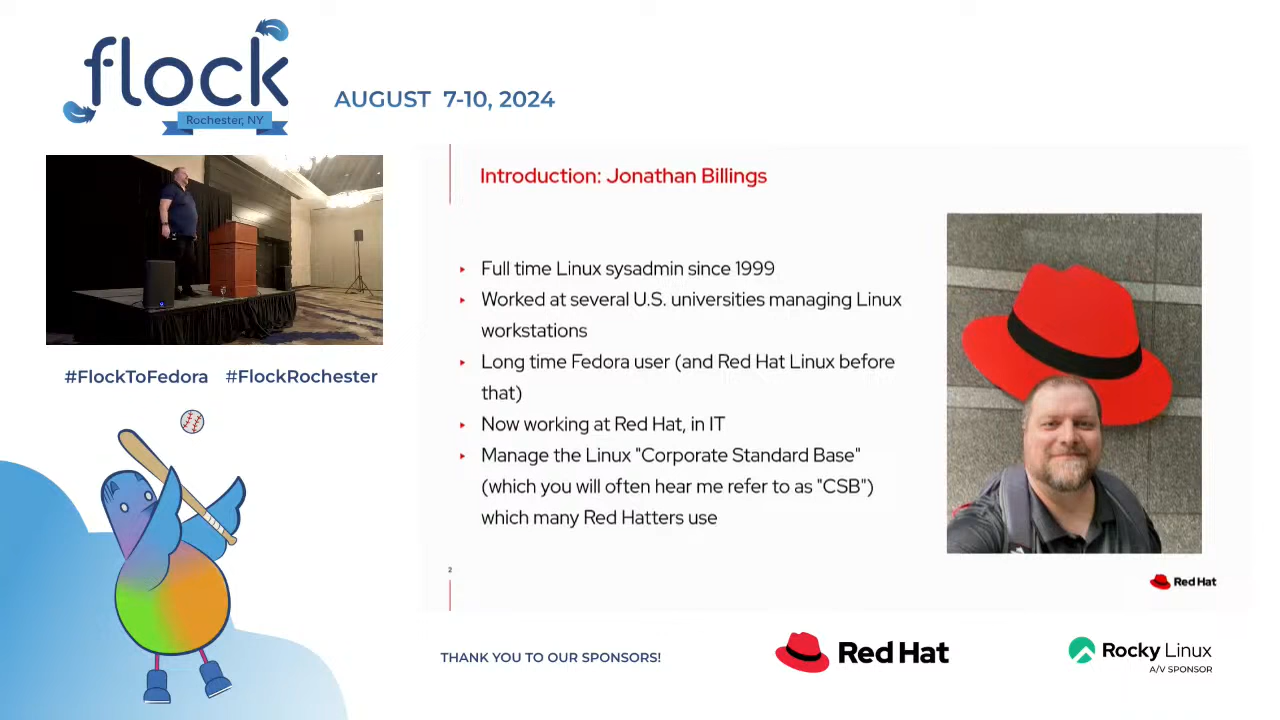 flock
Rochester, NY
AUGUST 7-10, 2024
#FlockToFedora #FlockRochester
Introduction: Jonathan Billings
▸ Full time Linux sysadmin since 1999
▸ Worked at several U.S. universities managing Linux
workstations
▸ Long time Fedora user (and Red Hat Linux before
that)
▸ Now working at Red Hat, in IT
▸ Manage the Linux "Corporate Standard Base"
(which you will often hear me refer to as "CSB")
which many Red Hatters use
2
Red Hat
THANK YOU TO OUR SPONSORS!
Red Hat
Rocky Linux
A/V SPONSOR